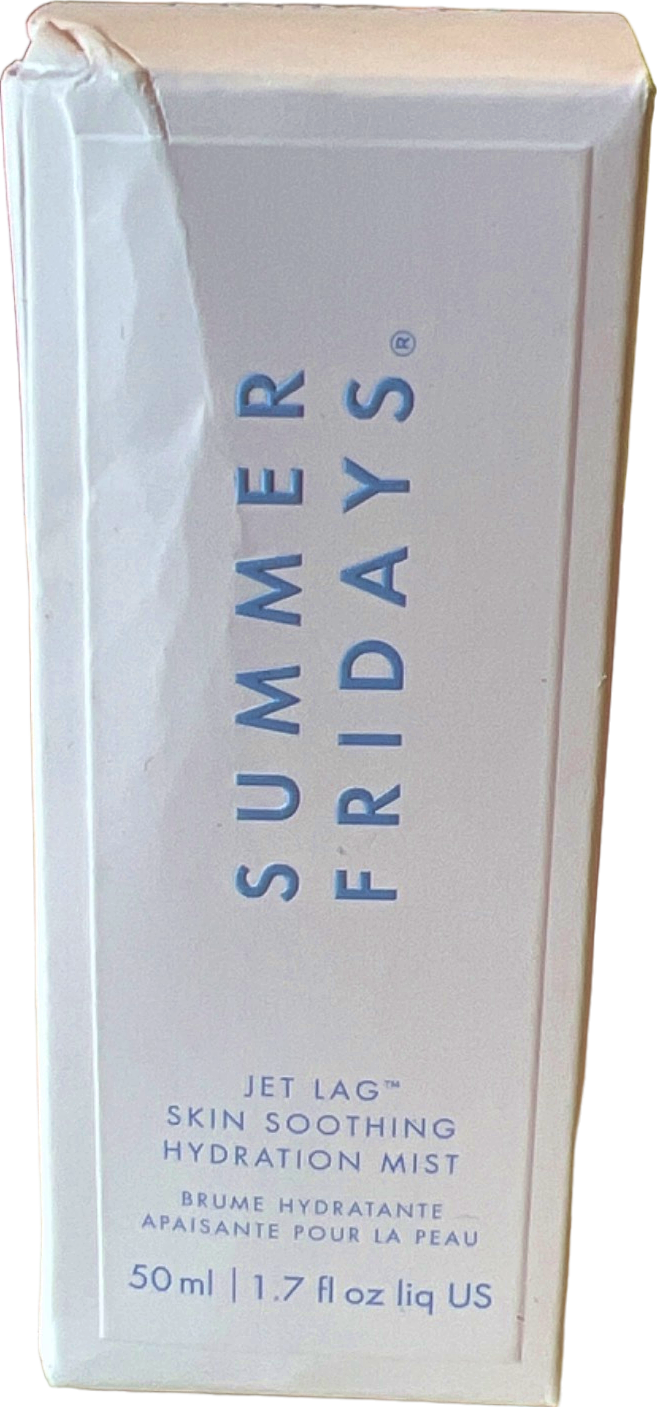 SUMMER
FRIDAYS®
JET LAG™
SKIN SOOTHING
HYDRATION MIST
BRUME HYDRATANTE
APAISANTE POUR LA PEAU
50 ml | 1.7 fl oz liq US